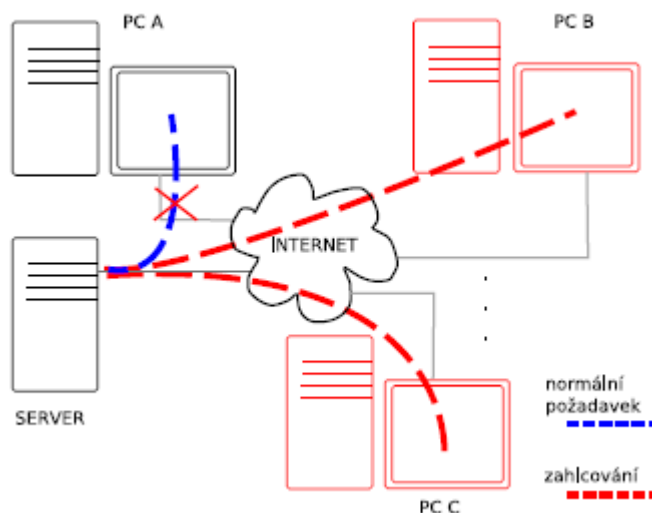 PC A
PC B
INTERNET
SERVER
PC C
normální
požadavek
zahlcování